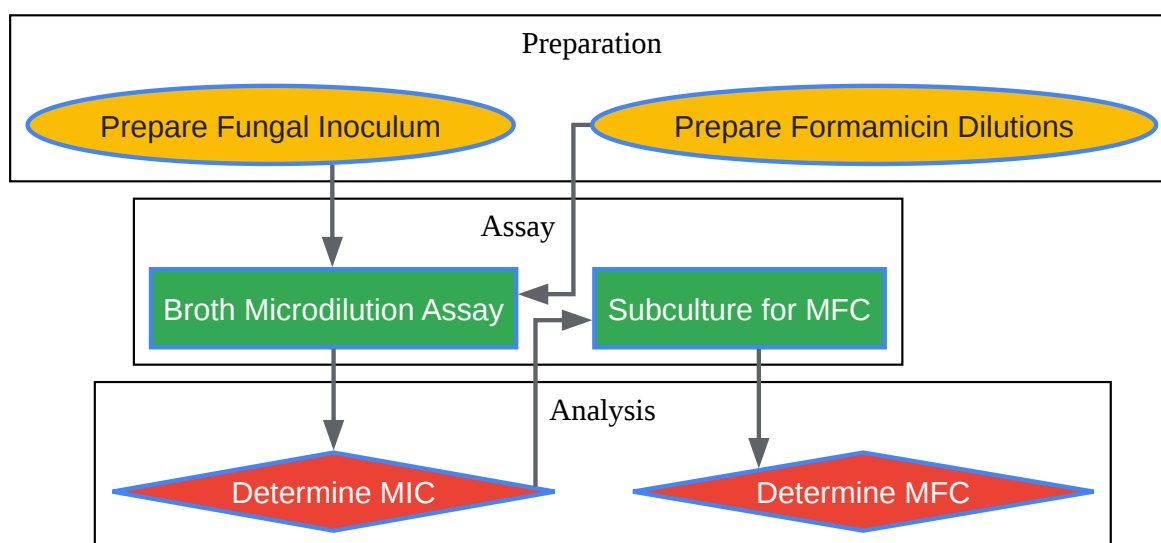 Preparation
Prepare Fungal Inoculum
Prepare Formamicin Dilutions
Assay
Broth Microdilution Assay
Subculture for MFC
Analysis
Determine MIC
Determine MFC